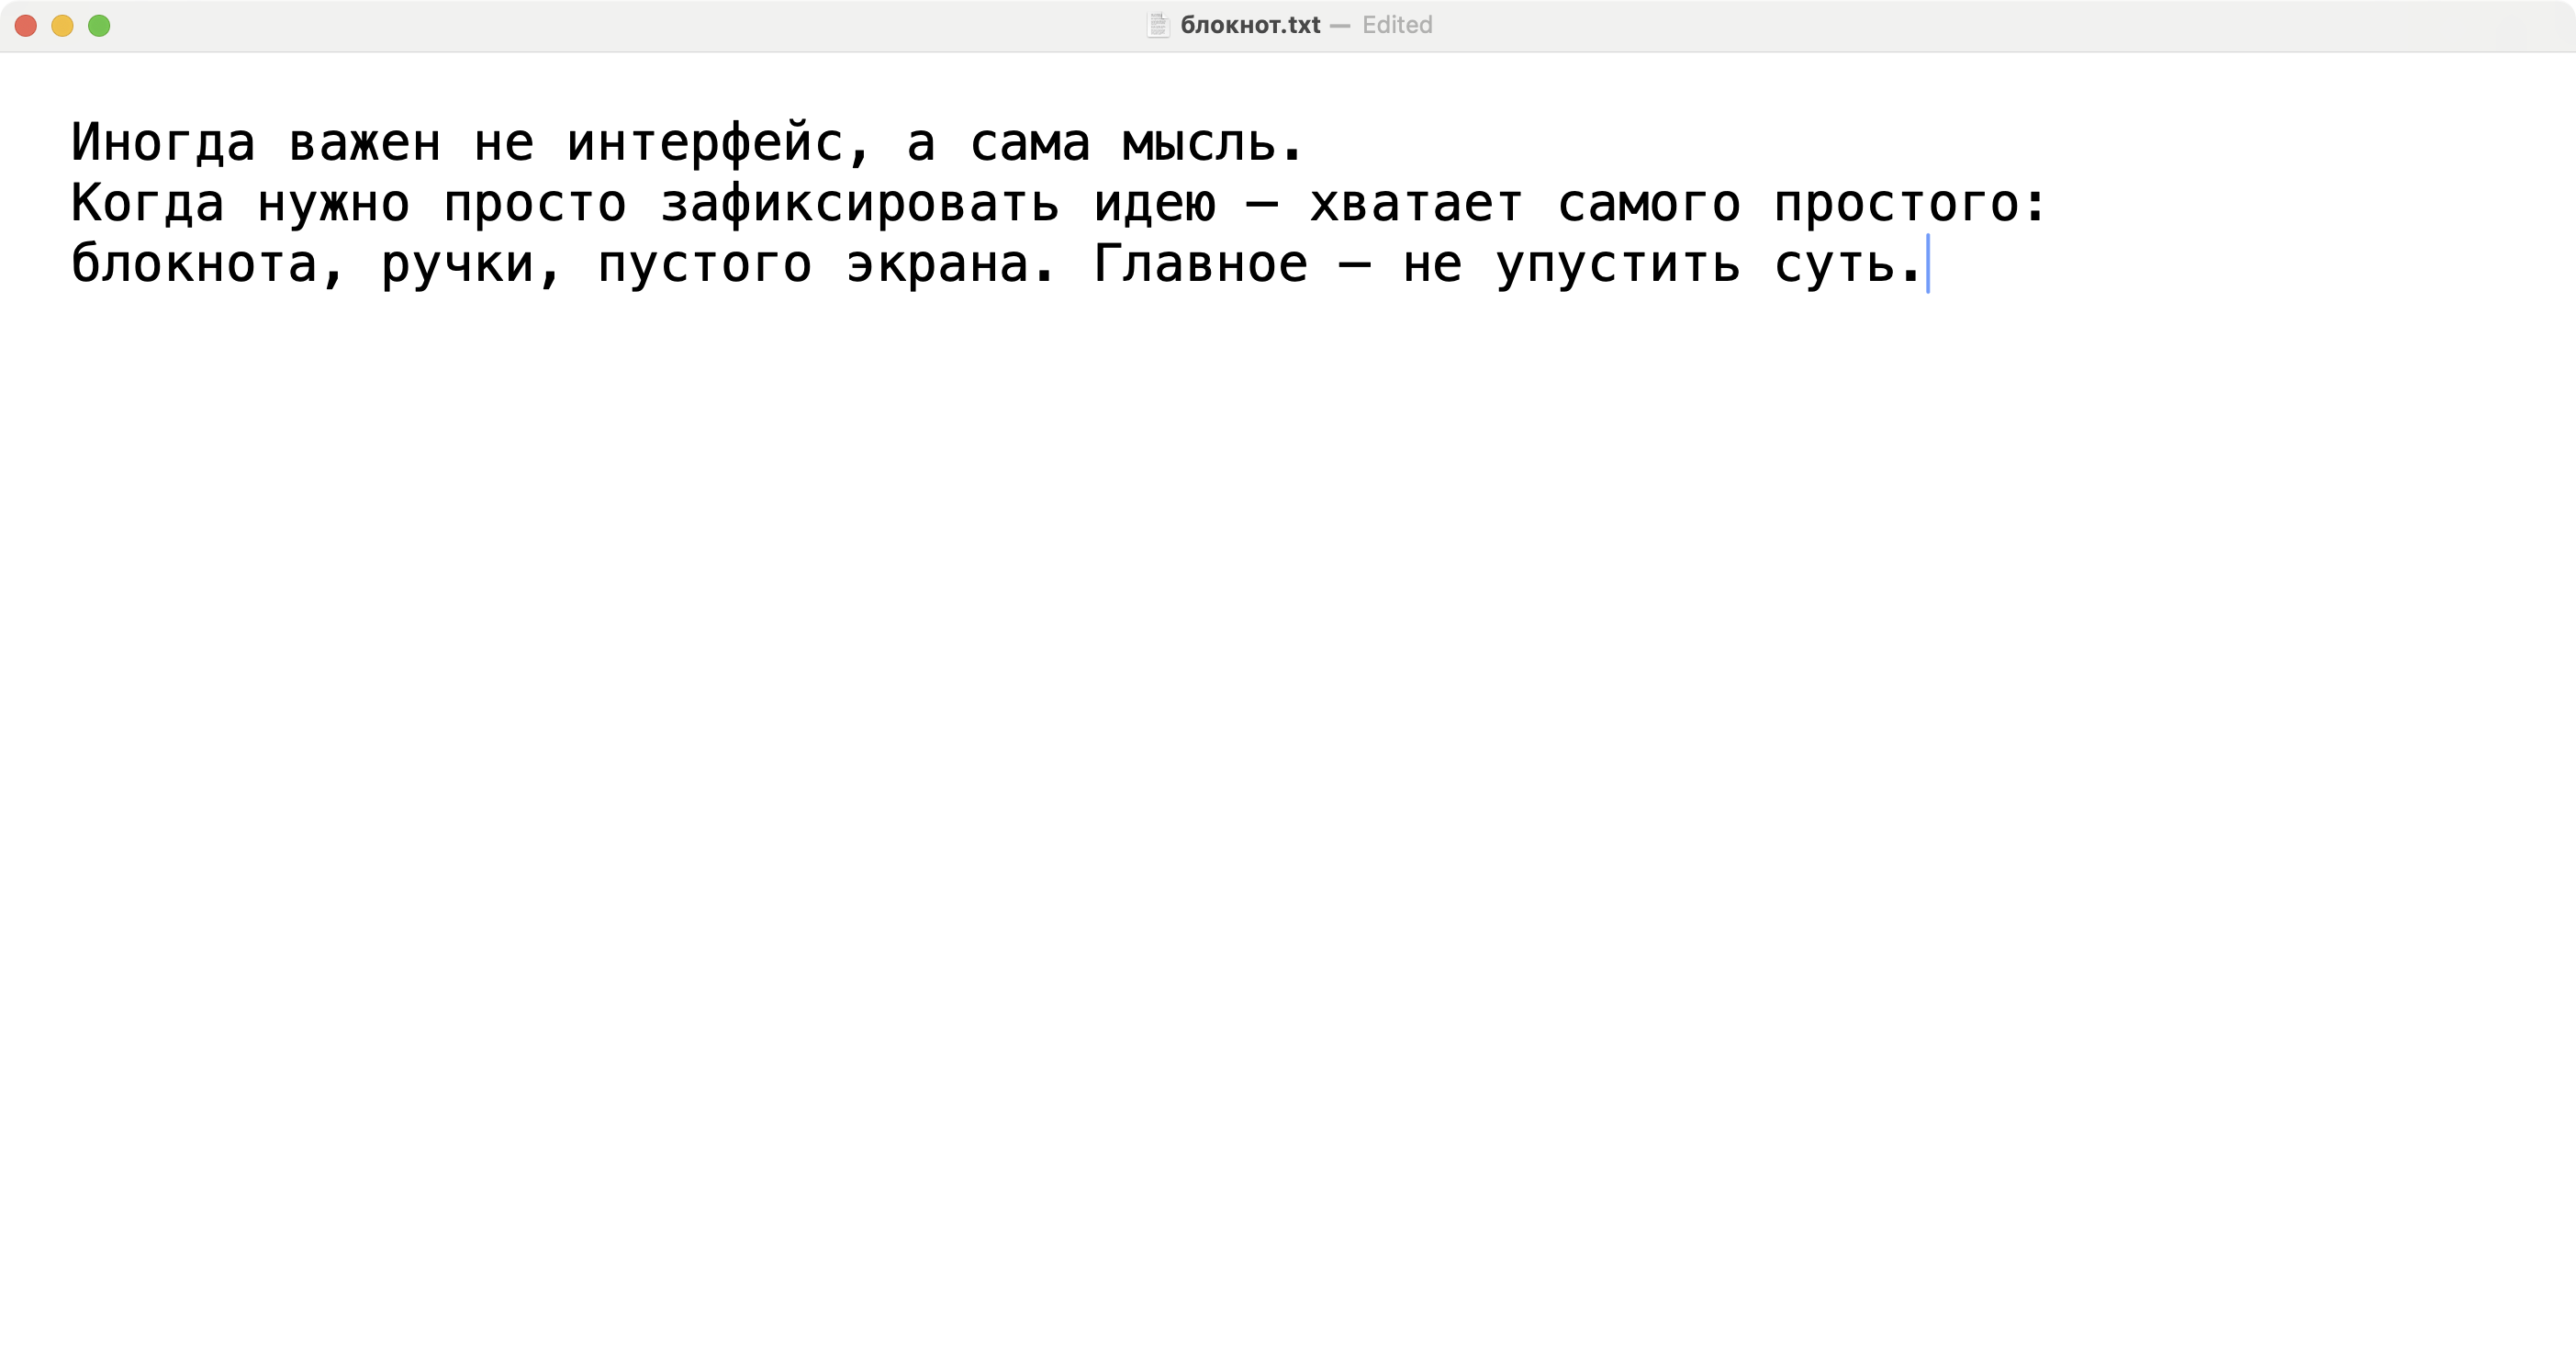 блокнот.txt — Edited
Иногда важен не интерфейс, а сама мысль.
Когда нужно просто зафиксировать идею — хватает самого простого:
блокнота, ручки, пустого экрана. Главное — не упустить суть.